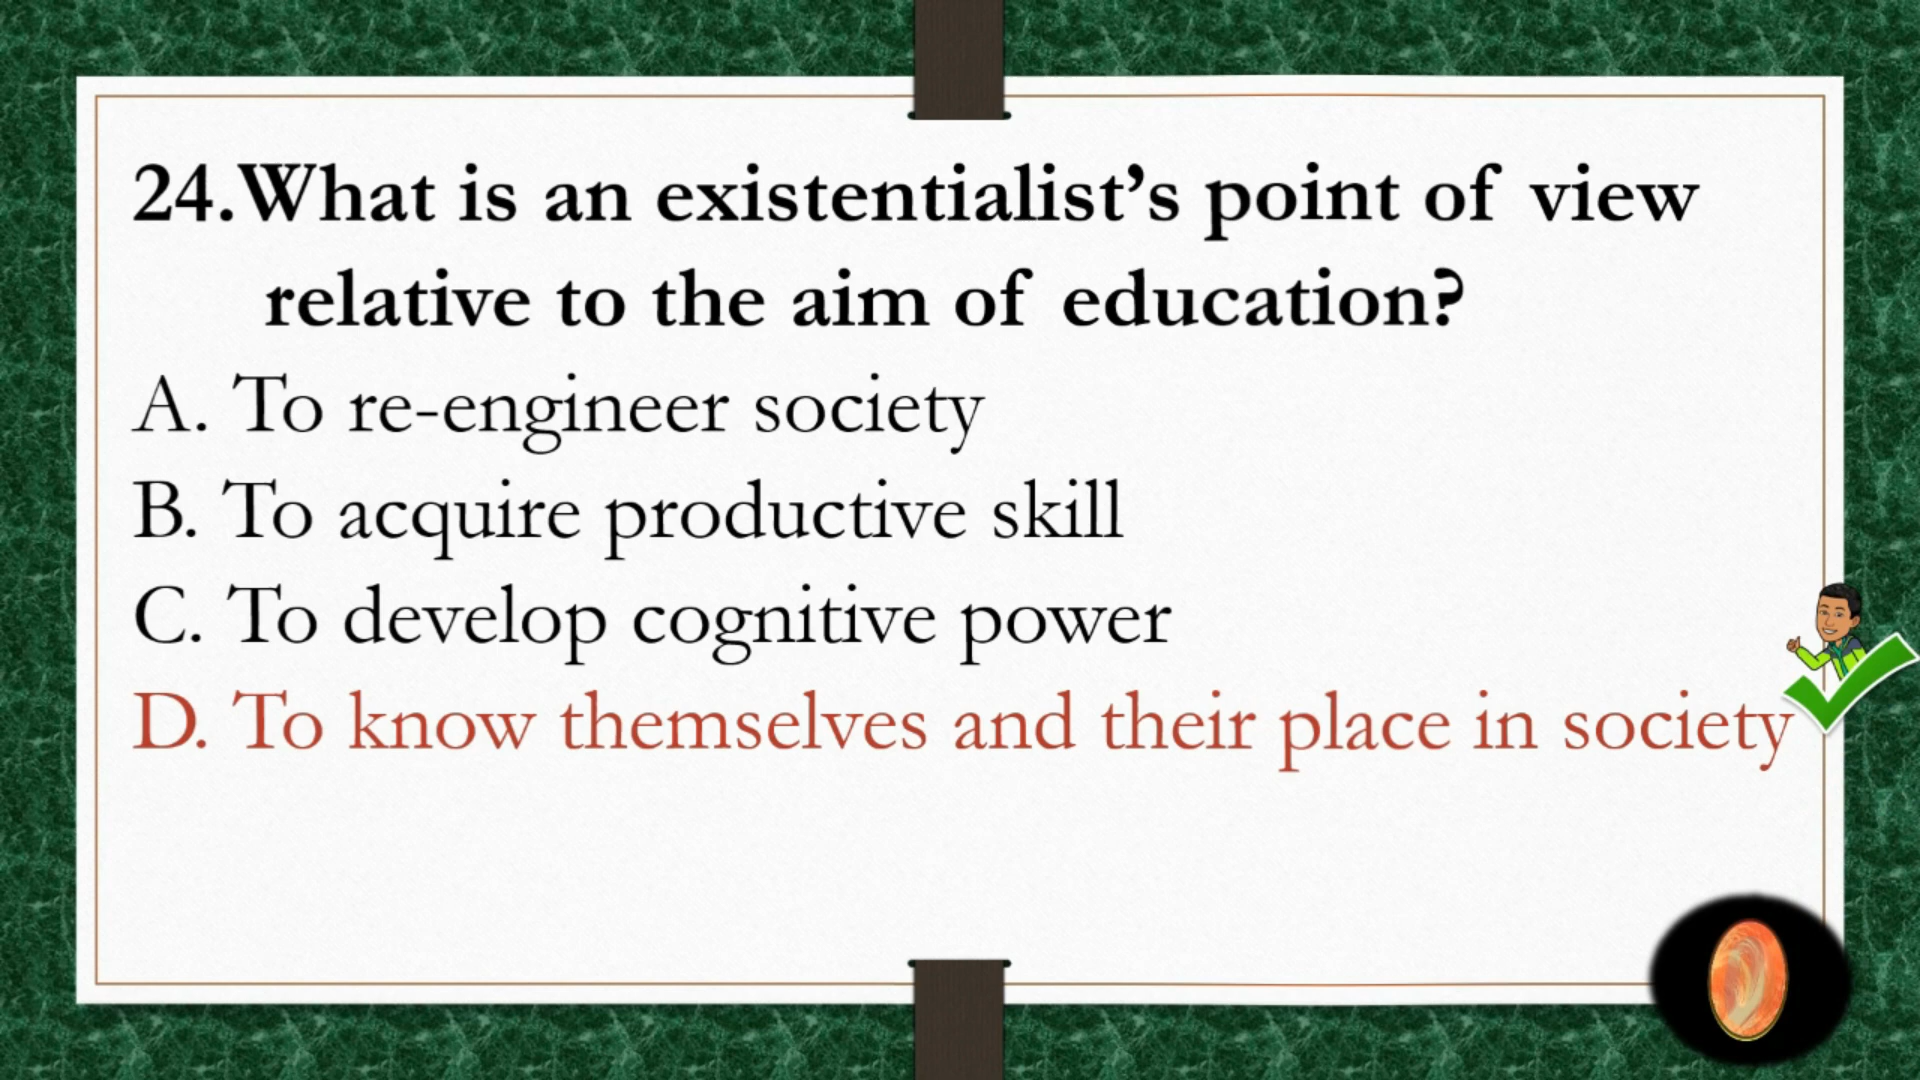 24.What is an existentialist’s point of view
relative to the aim of education?
A. To re-engineer society
B. To acquire productive skill
C. To develop cognitive power
D. To know themselves and their place in society